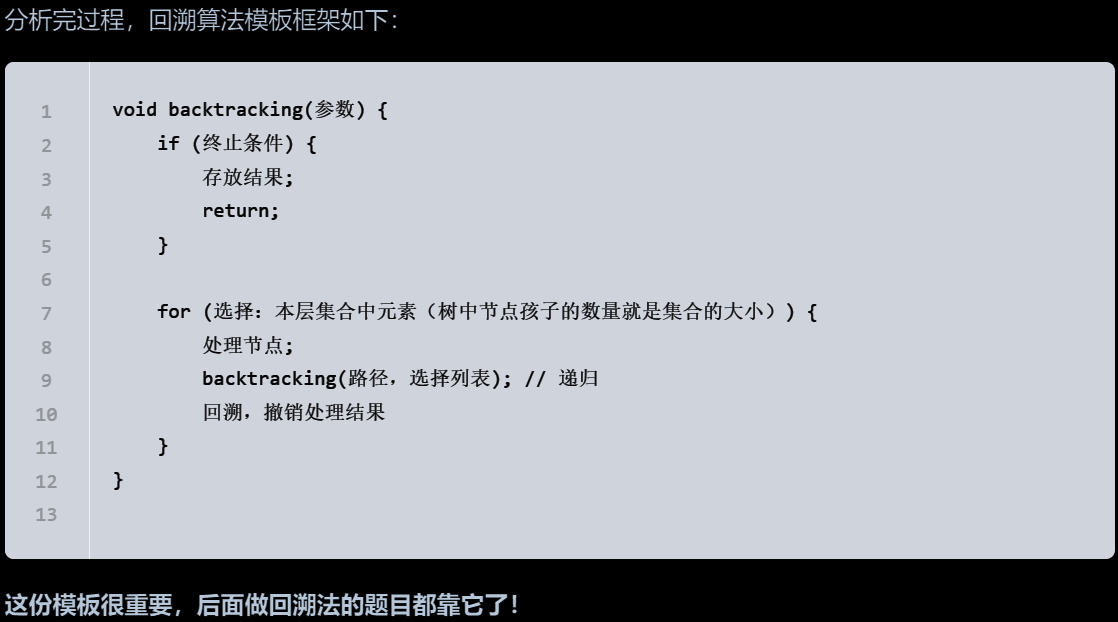 分析完过程，回溯算法模板框架如下：
1 void backtracking(参数) {
2     if (终止条件) {
3         存放结果;
4         return;
5     }
6
7     for (选择：本层集合中元素（树中节点孩子的数量就是集合的大小）) {
8         处理节点;
9         backtracking(路径，选择列表); // 递归
10         回溯，撤销处理结果
11     }
12 }
13
这份模板很重要，后面做回溯法的题目都靠它了！